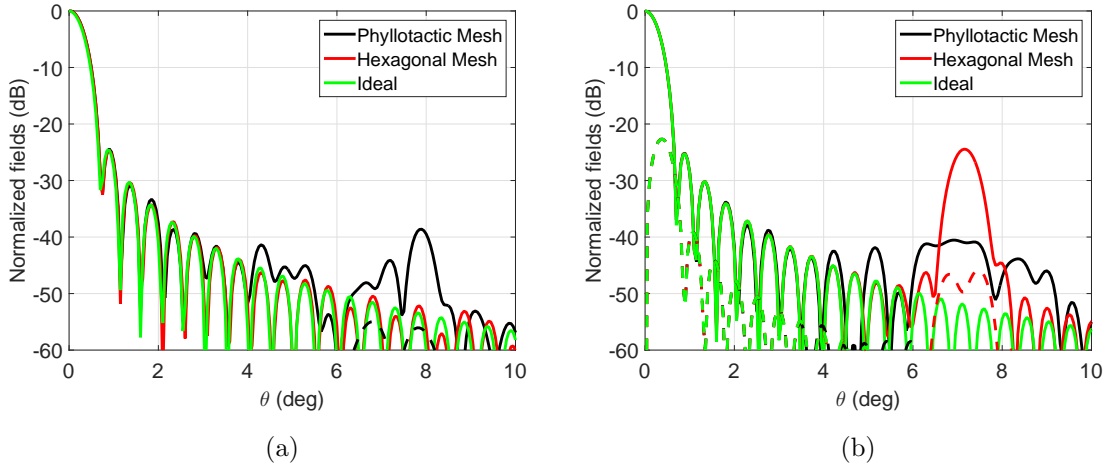 0
-10
-20
-30
-40
-50
-60
Normalized fields (dB)
Phyllotactic Mesh
Hexagonal Mesh
Ideal
0 2 4 6 8 10
θ (deg)
(a)
0
-10
-20
-30
-40
-50
-60
Normalized fields (dB)
Phyllotactic Mesh
Hexagonal Mesh
Ideal
0 2 4 6 8 10
θ (deg)
(b)